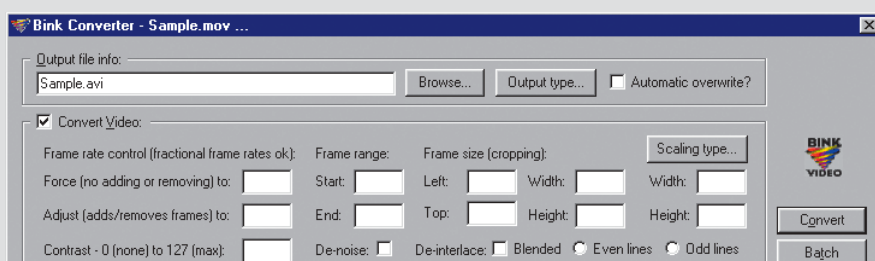 Bink Converter - Sample.mov ...
Output file info:
Sample.avi
Browse...
Output type...
Automatic overwrite?
Convert Video:
Scaling type...
Frame rate control (fractional frame rates ok):
Frame range:
Frame size (cropping):
Force (no adding or removing) to:
Start:
Left:
Width:
Width:
Adjust (adds/removes frames) to:
End:
Top:
Height:
Height:
Contrast - 0 (none) to 127 (max):
De-noise:
De-interlace:
Blended
Even lines
Odd lines
BINK
VIDEO
Convert
Batch